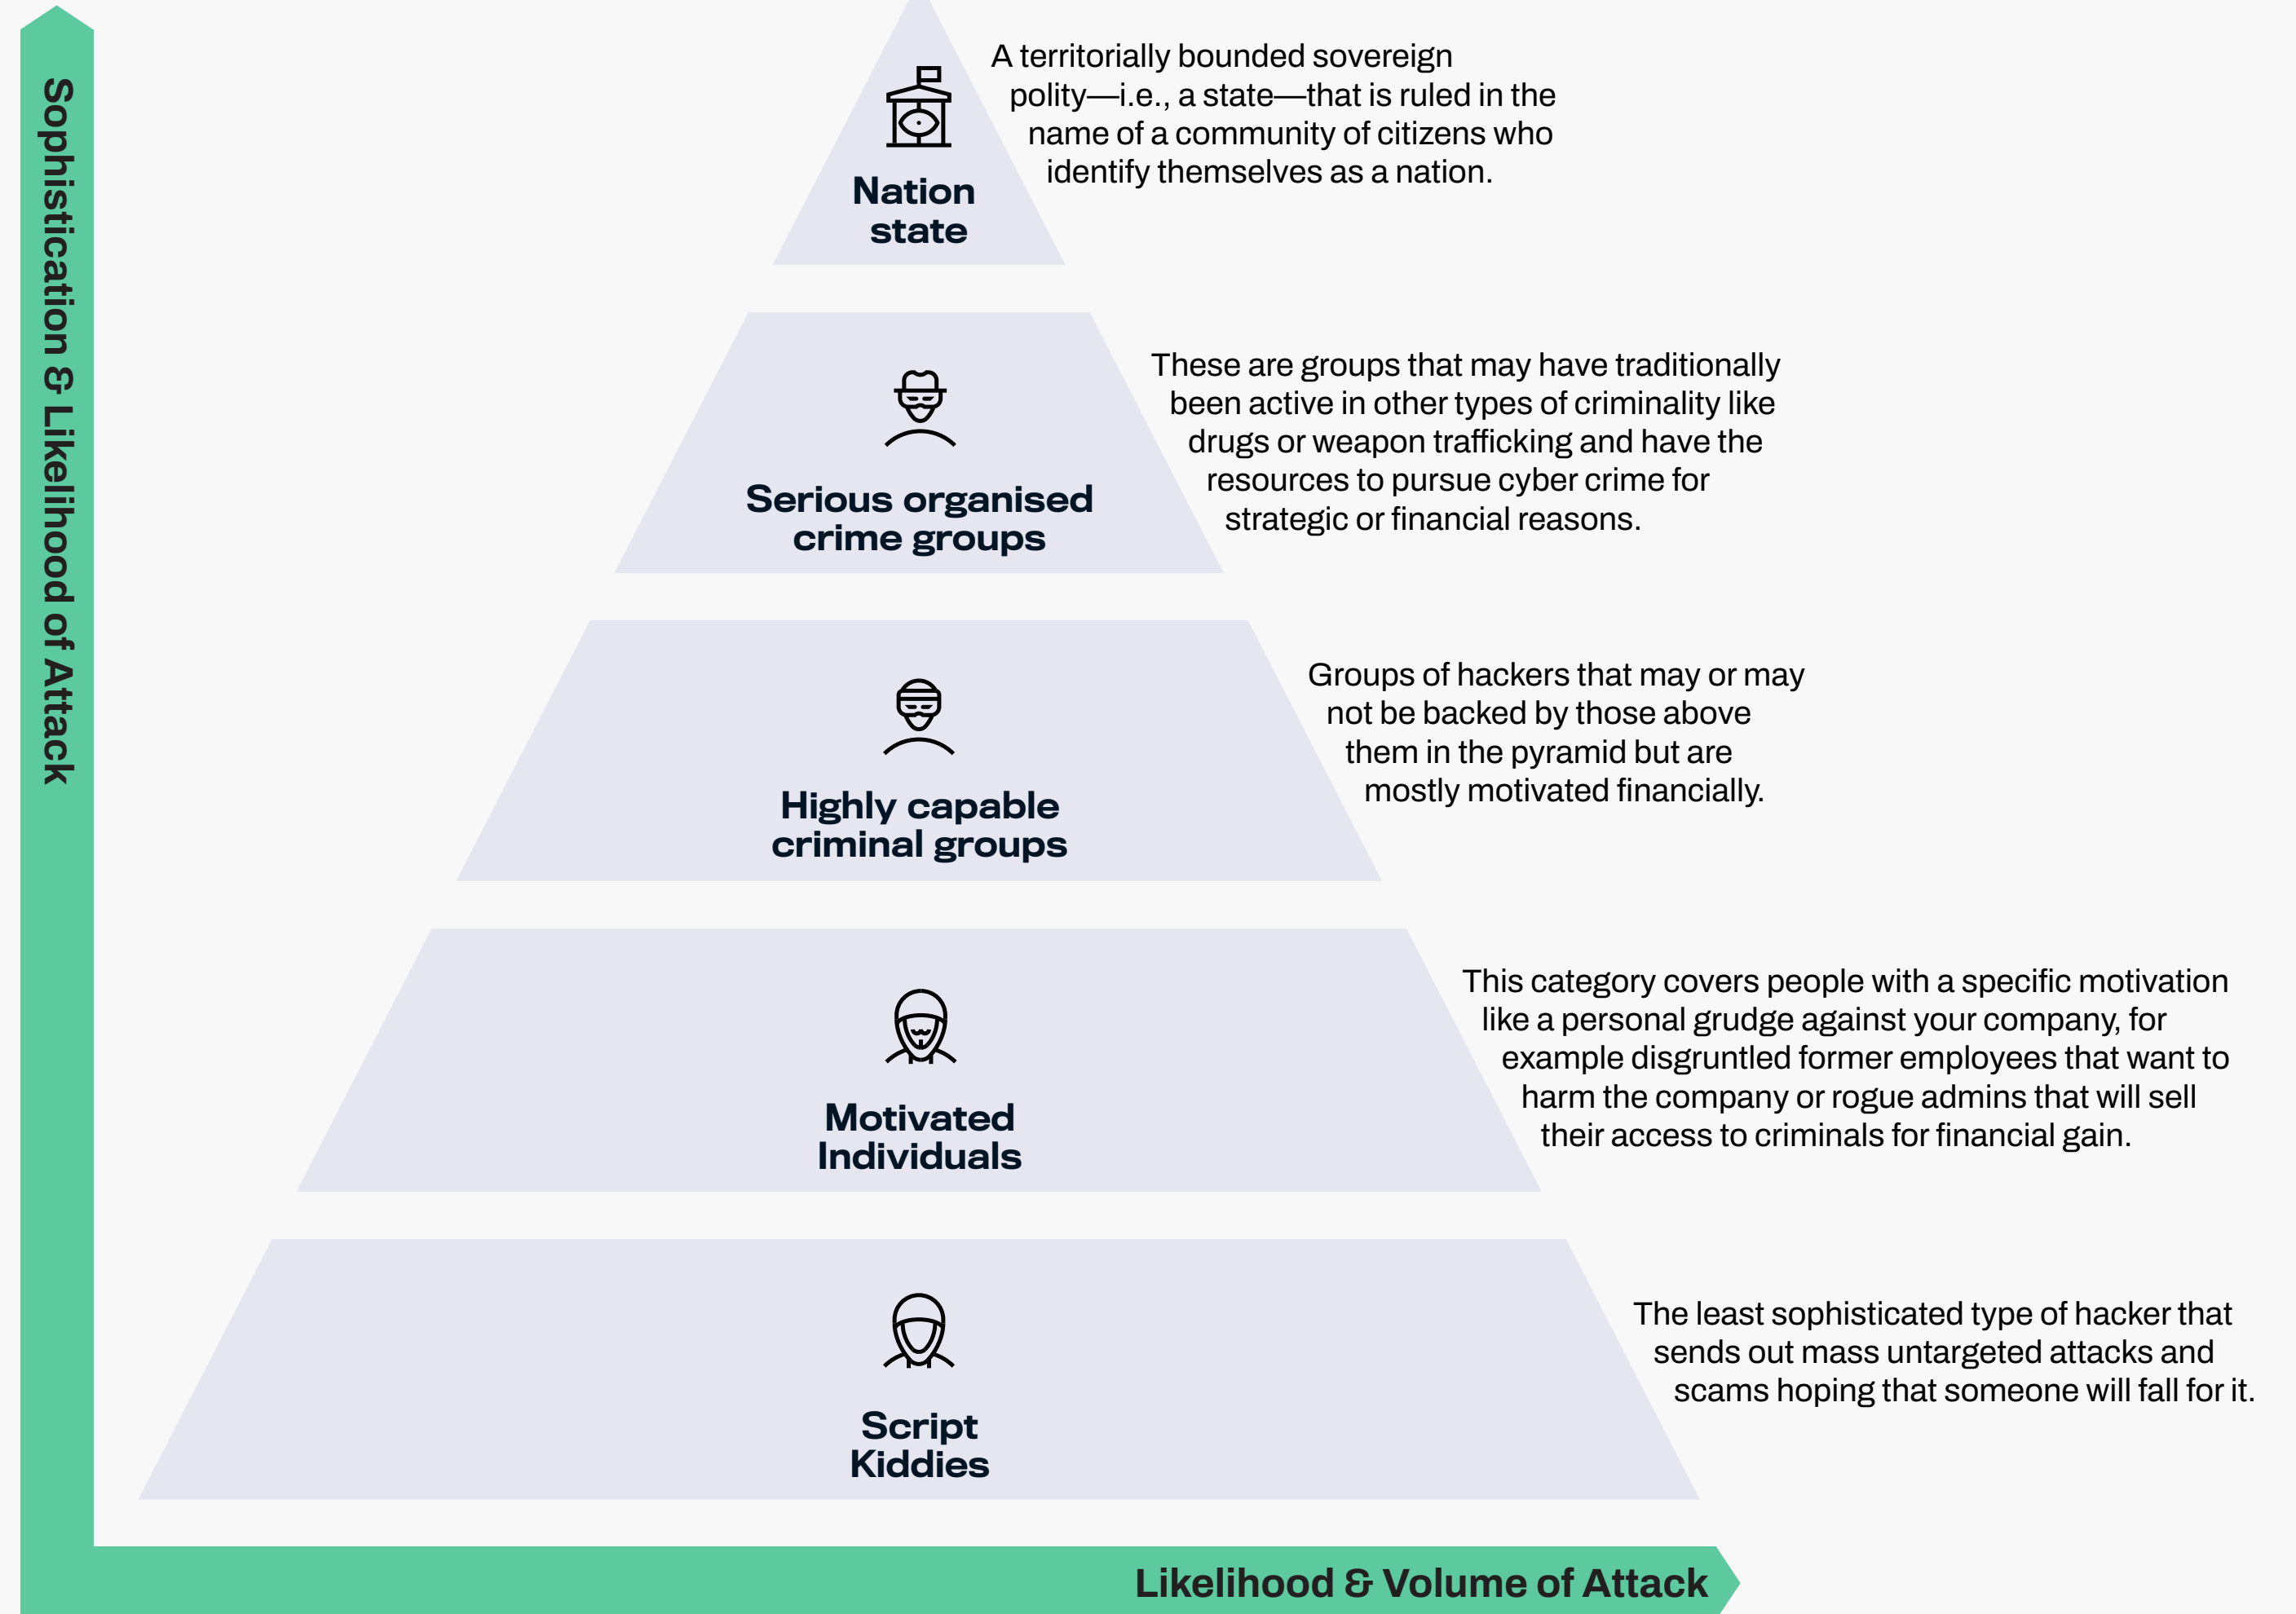 Sophistication & Likelihood of Attack
Nation
state
A territorially bounded sovereign
polity—i.e., a state—that is ruled in the
name of a community of citizens who
identify themselves as a nation.
Serious organised
crime groups
These are groups that may have traditionally
been active in other types of criminality like
drugs or weapon trafficking and have the
resources to pursue cyber crime for
strategic or financial reasons.
Highly capable
criminal groups
Groups of hackers that may or may
not be backed by those above
them in the pyramid but are
mostly motivated financially.
Motivated
Individuals
This category covers people with a specific motivation
like a personal grudge against your company, for
example disgruntled former employees that want to
harm the company or rogue admins that will sell
their access to criminals for financial gain.
Script
Kiddies
The least sophisticated type of hacker that
sends out mass untargeted attacks and
scams hoping that someone will fall for it.
Likelihood & Volume of Attack